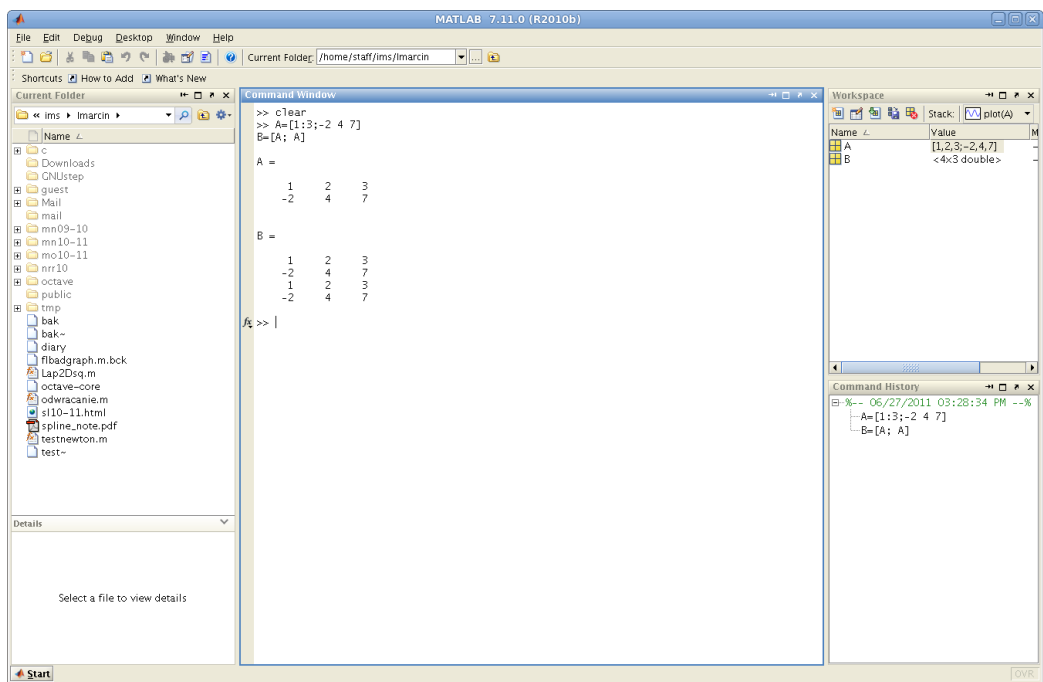 MATLAB 7.11.0 (R2010b)
File Edit Debug Desktop Window Help
Current Folder: /home/staff/ims/lmarcin ...
Shortcuts How to Add What's New
Current Folder
« ims lmarcin
Name
c
Downloads
GNUstep
guest
Mail
mail
mn09-10
mn10-11
mo10-11
nrr10
octave
public
tmp
bak
bak~
diary
flbadgraph.m.bck
Lap2Dsq.m
octave-core
odwracanie.m
sl10-11.html
spline_note.pdf
testnewton.m
test~
Details
Select a file to view details
Start
Command Window
>> clear
>> A=[1:3;-2 4 7]
B=[A; A]
A =
1 2 3
-2 4 7
B =
1 2 3
-2 4 7
1 2 3
-2 4 7
fx >>
Workspace
Stack: plot(A)
Name Value M
A [1,2,3;-2,4,7]
B <4x3 double>
Command History
%-- 06/27/2011 03:28:34 PM --%
A=[1:3;-2 4 7]
B=[A; A]
OVR